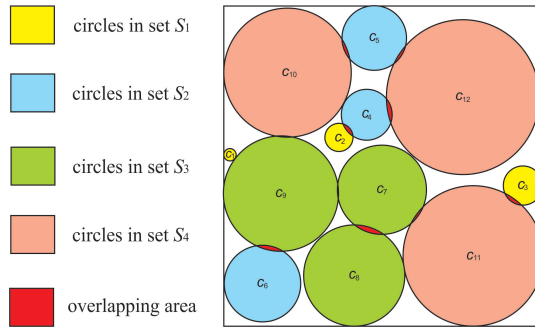 circles in set S1
circles in set S2
circles in set S3
circles in set S4
overlapping area
C5
C10
C12
C4
C2
C1
C3
C9
C7
C11
C8
C6